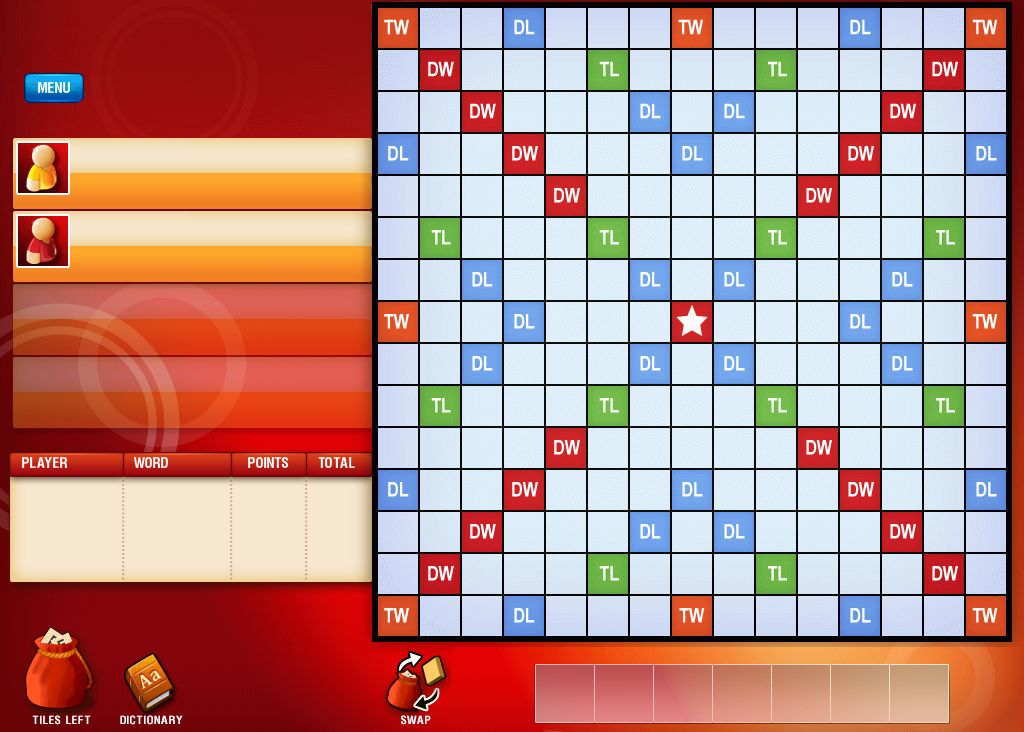 TW DL TW DL TW
DW TL TL DW
MENU
DW DL DL DW
DL DW DL DW DL
DW DW
TL TL TL TL
DL DL DL DL
TW DL DL TW
DL DL DL DL
TL TL TL TL
DW DW
PLAYER WORD POINTS TOTAL
DL DW DL DW DL
DW DL DL DW
DW TL TL DW
TW DL TW DL TW
Aa
TILES LEFT DICTIONARY SWAP